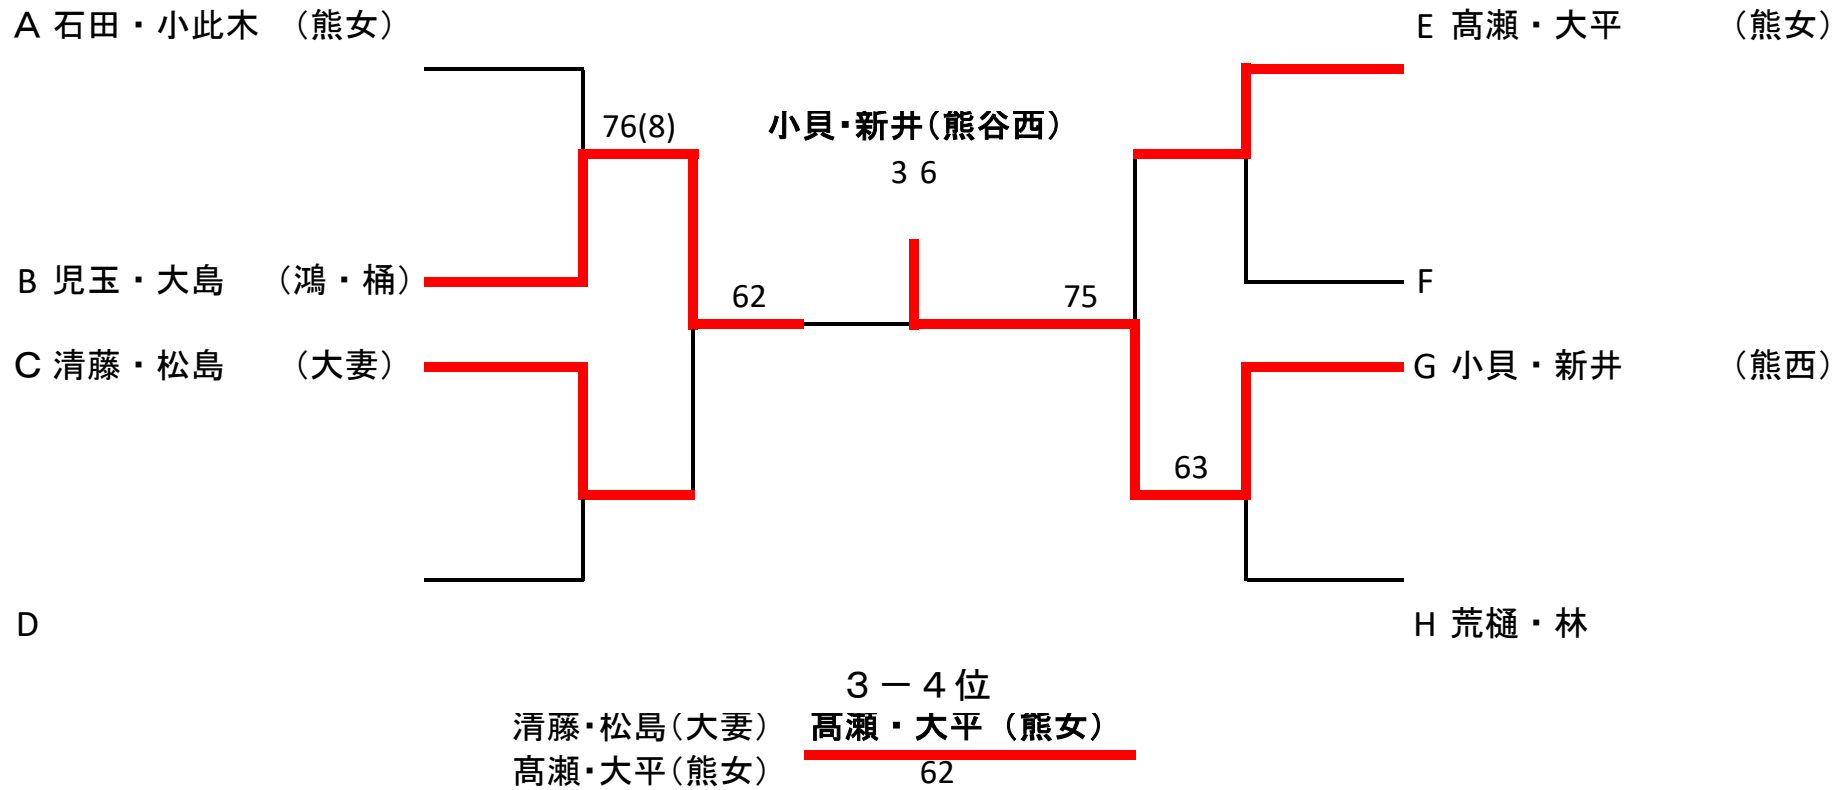 A 石田・小此木 （熊女）
E 髙瀬・大平 （熊女）
76(8)
小貝・新井（熊谷西）
3 6
B 児玉・大島 （鴻・桶）
62
75
F
C 清藤・松島 （大妻）
G 小貝・新井 （熊西）
63
D
H 荒樋・林
３－４位
清藤・松島（大妻）
髙瀬・大平（熊女）
髙瀬・大平（熊女）
62